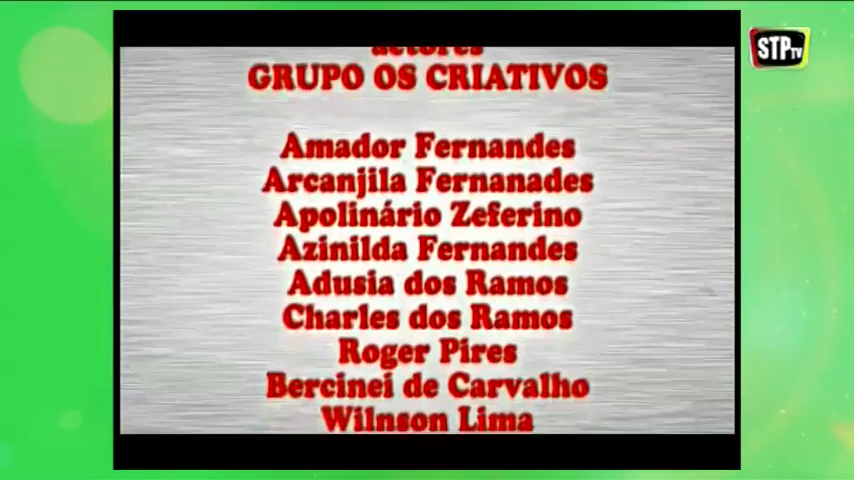 actores
GRUPO OS CRIATIVOS
Amador Fernandes
Arcanjila Fernanades
Apolinário Zeferino
Azinilda Fernandes
Adusia dos Ramos
Charles dos Ramos
Roger Pires
Bercinei de Carvalho
Wilnson Lima
STPTV